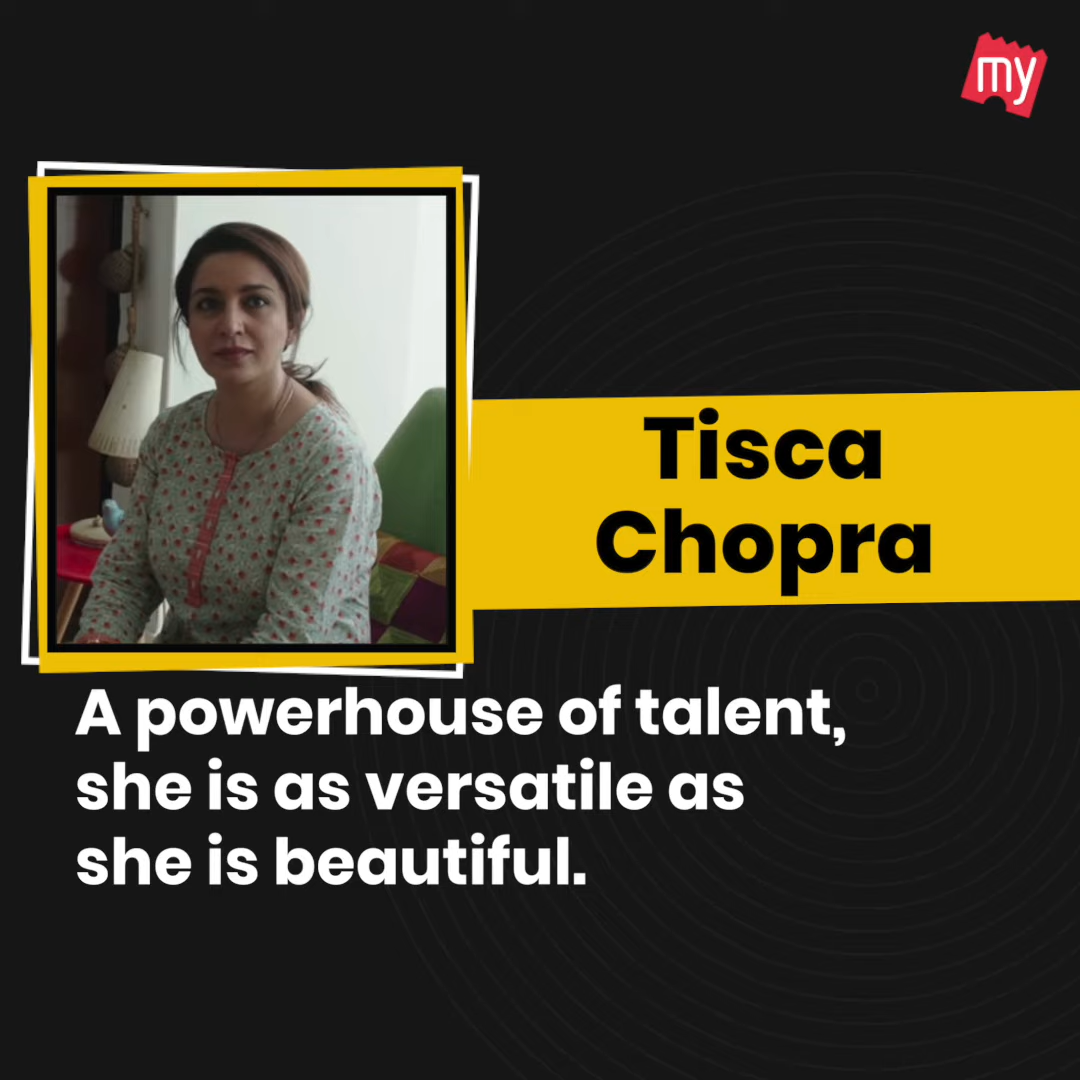 my
Tisca
Chopra
A powerhouse of talent,
she is as versatile as
she is beautiful.